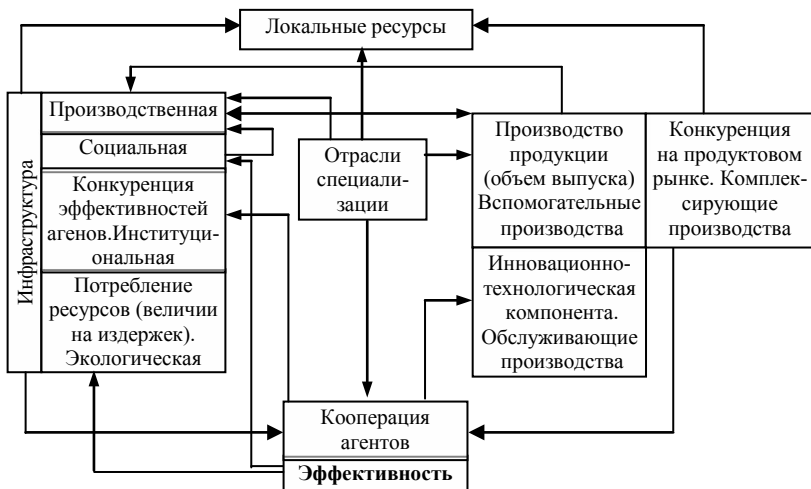 Локальные ресурсы
Инфраструктура
Производственная
Социальная
Конкуренция
эффективностей
агенов.Институци-
ональная
Потребление
ресурсов (величии
на издержек).
Экологическая
Отрасли
специали-
зации
Производство
продукции
(объем выпуска)
Вспомогательные
производства
Конкуренция
на продуктовом
рынке. Комплек-
сирующие
производства
Инновационно-
технологическая
компонента.
Обслуживающие
производства
Кооперация
агентов
Эффективность